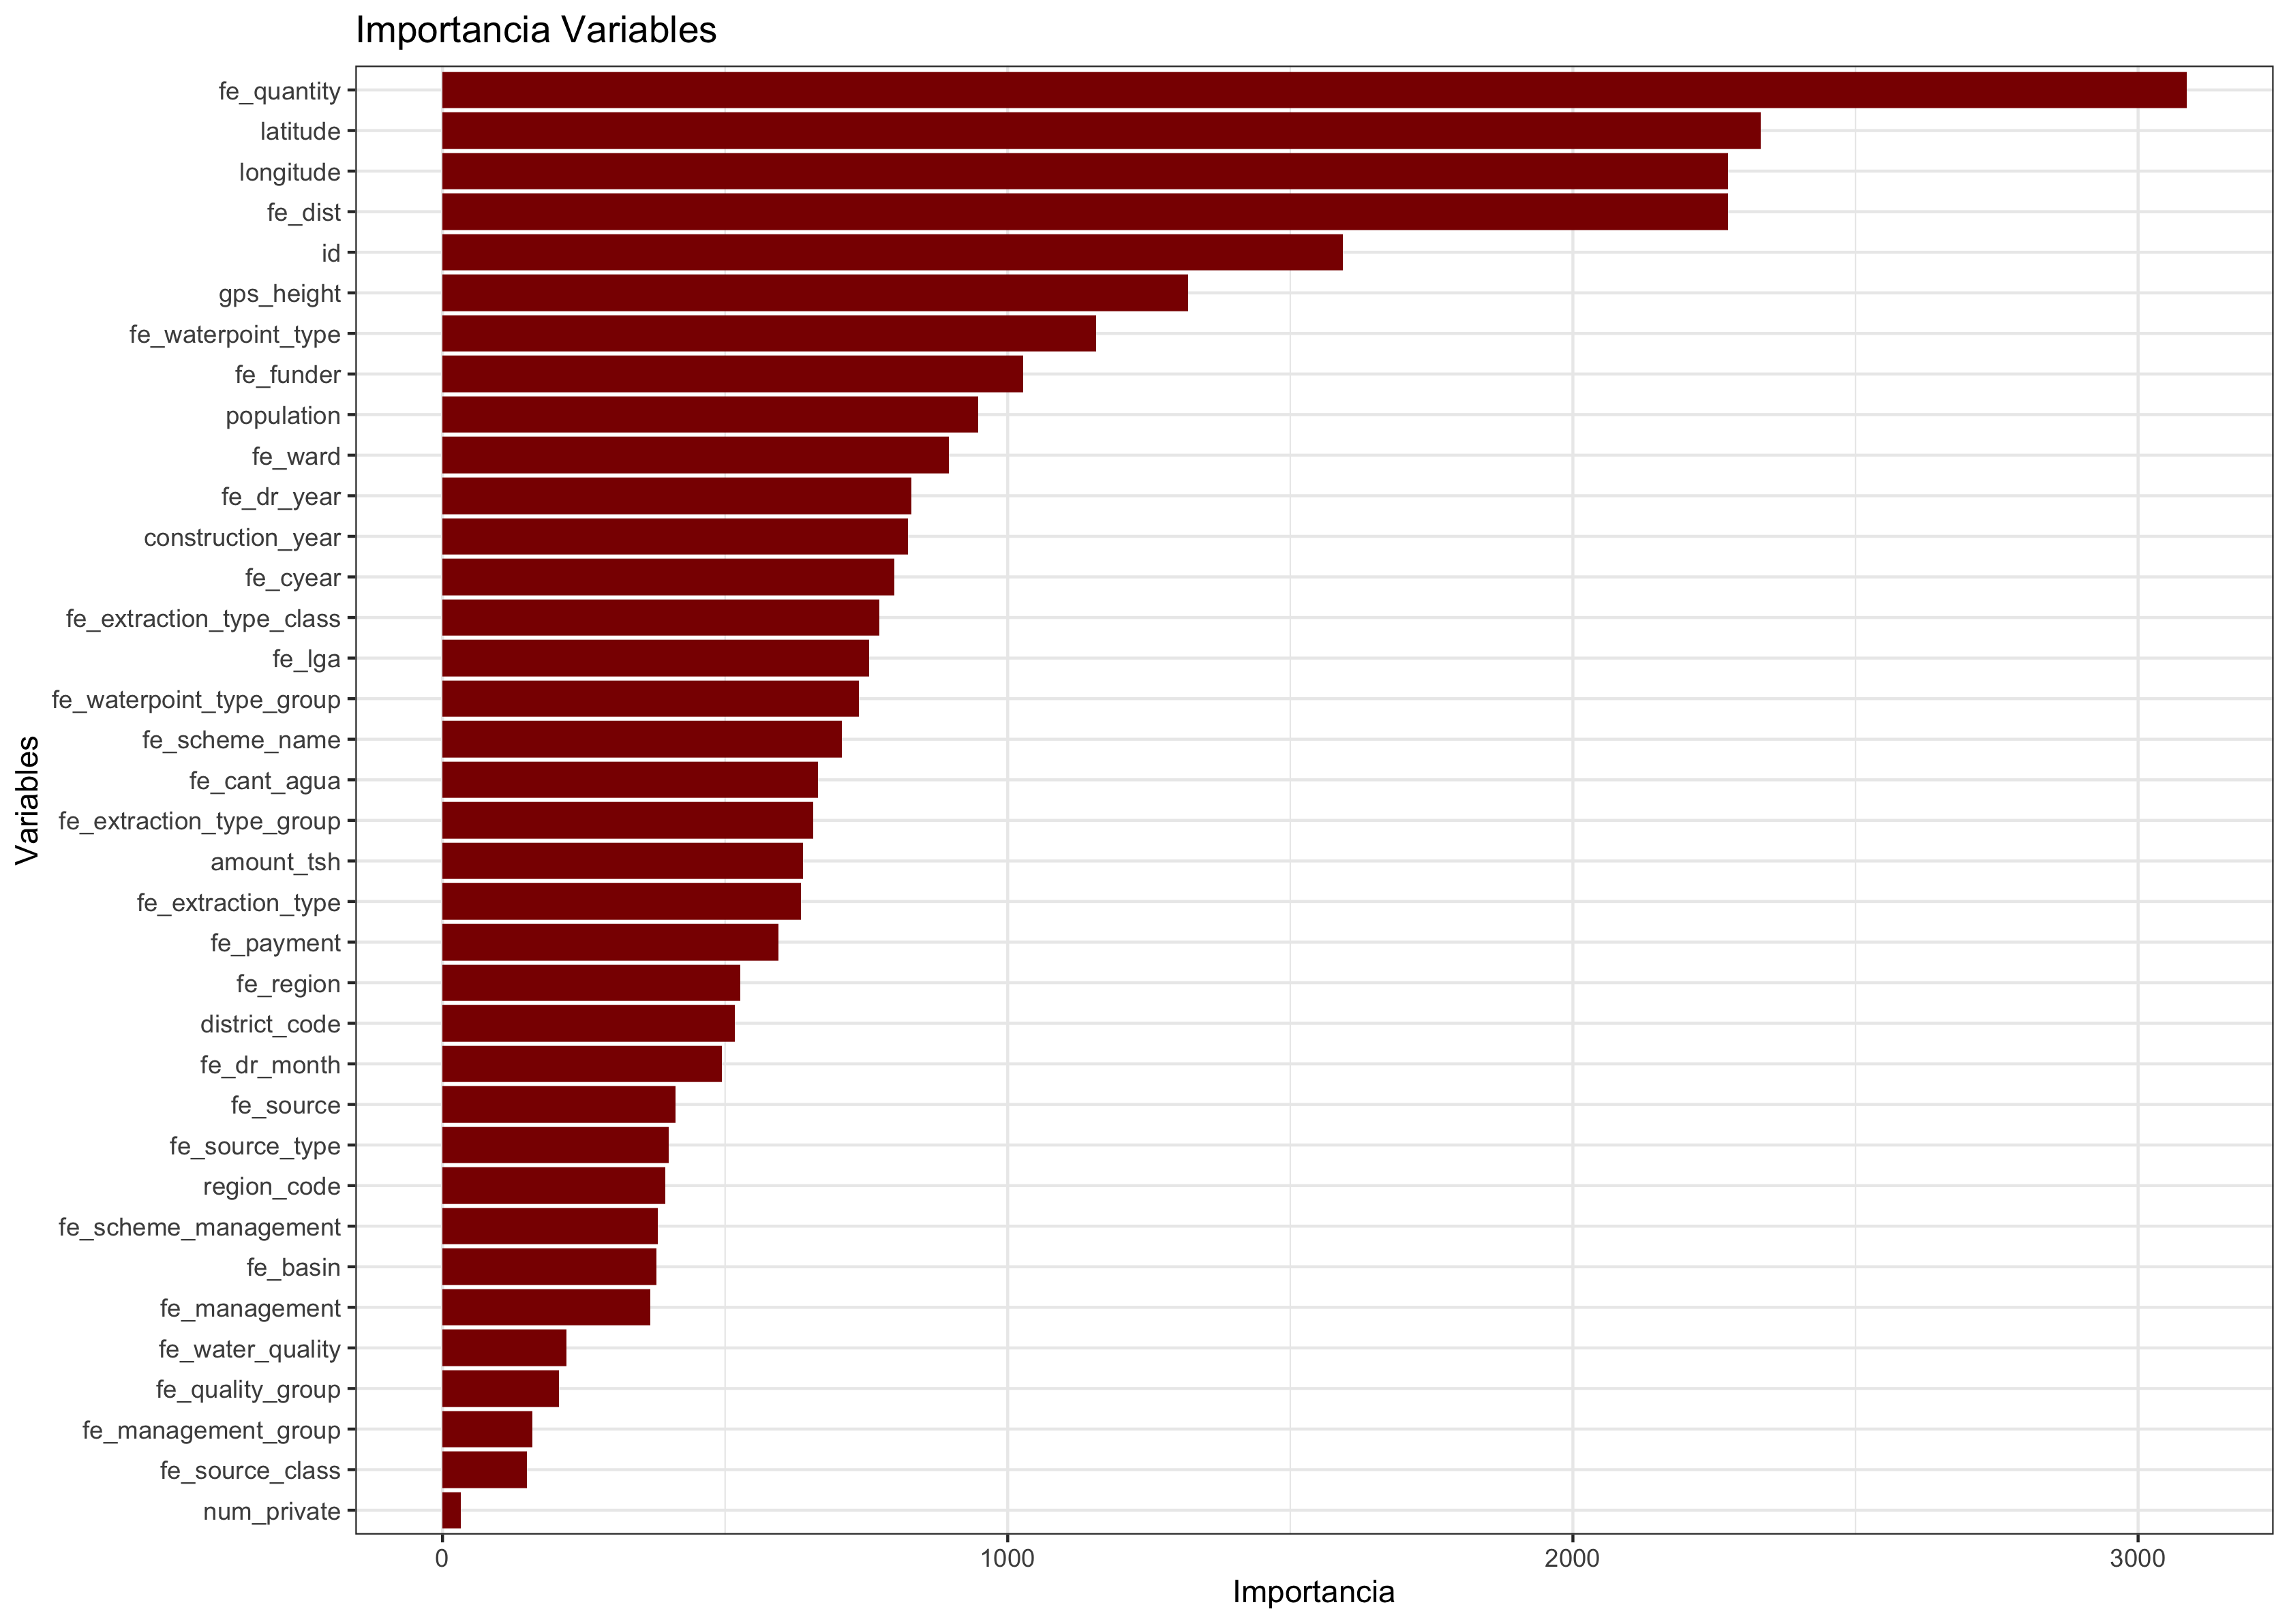 Importancia Variables
fe_quantity
latitude
longitude
fe_dist
id
gps_height
fe_waterpoint_type
fe_funder
population
fe_ward
fe_dr_year
construction_year
fe_cyear
fe_extraction_type_class
fe_lga
fe_waterpoint_type_group
fe_scheme_name
fe_cant_agua
fe_extraction_type_group
amount_tsh
fe_extraction_type
fe_payment
fe_region
district_code
fe_dr_month
fe_source
fe_source_type
region_code
fe_scheme_management
fe_basin
fe_management
fe_water_quality
fe_quality_group
fe_management_group
fe_source_class
num_private
Variables
0 1000 2000 3000
Importancia